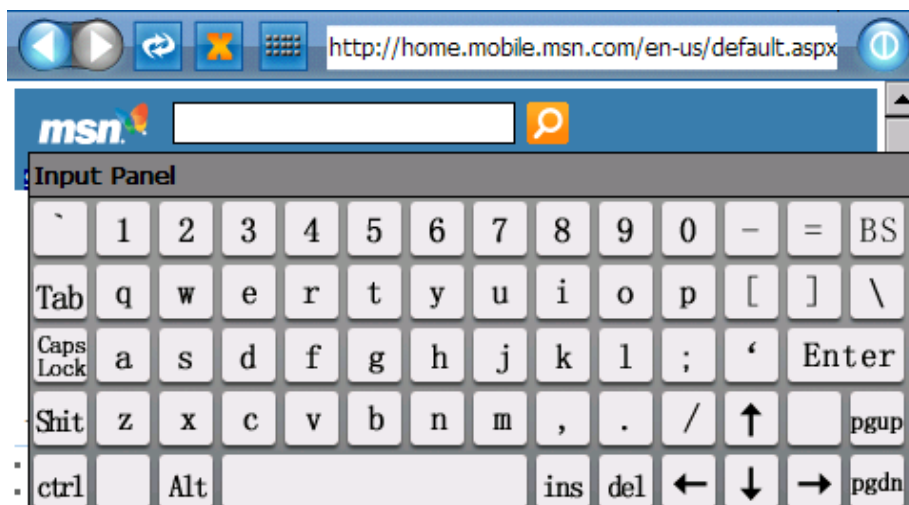 http://home.mobile.msn.com/en-us/default.aspx
msn
Input Panel
` 1 2 3 4 5 6 7 8 9 0 - = BS
Tab q w e r t y u i o p [ ] \
Caps Lock a s d f g h j k l ; ‘ Enter
Shit z x c v b n m , . / ↑ pgup
ctrl Alt ins del ← ↓ → pgdn